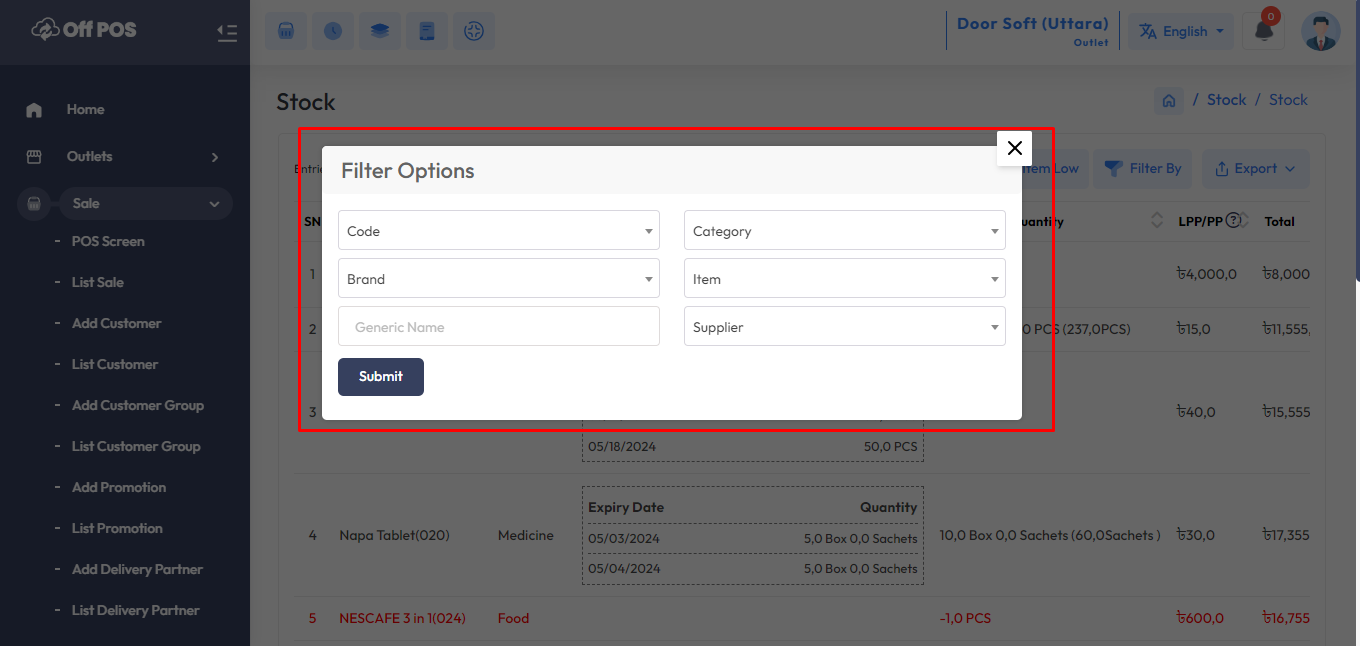 Off POS
Door Soft (Uttara)
Outlet
English
0
Home
Outlets
Sale
- POS Screen
- List Sale
- Add Customer
- List Customer
- Add Customer Group
- List Customer Group
- Add Promotion
- List Promotion
- Add Delivery Partner
- List Delivery Partner
Stock
/ Stock / Stock
Filter By
Export
Filter Options
Code
Category
Brand
Item
Generic Name
Supplier
Submit
SN
LPP/PP
Total
1 ৳4,000,0 ৳8,000
2 0 PCS (237,0PCS) ৳15,0 ৳11,555,
3 ৳40,0 ৳15,555
05/18/2024 50,0 PCS
Expiry Date Quantity
4 Napa Tablet(020) Medicine 05/03/2024 5,0 Box 0,0 Sachets 10,0 Box 0,0 Sachets (60,0Sachets ) ৳30,0 ৳17,355
05/04/2024 5,0 Box 0,0 Sachets
5 NESCAFE 3 in 1(024) Food -1,0 PCS ৳600,0 ৳16,755